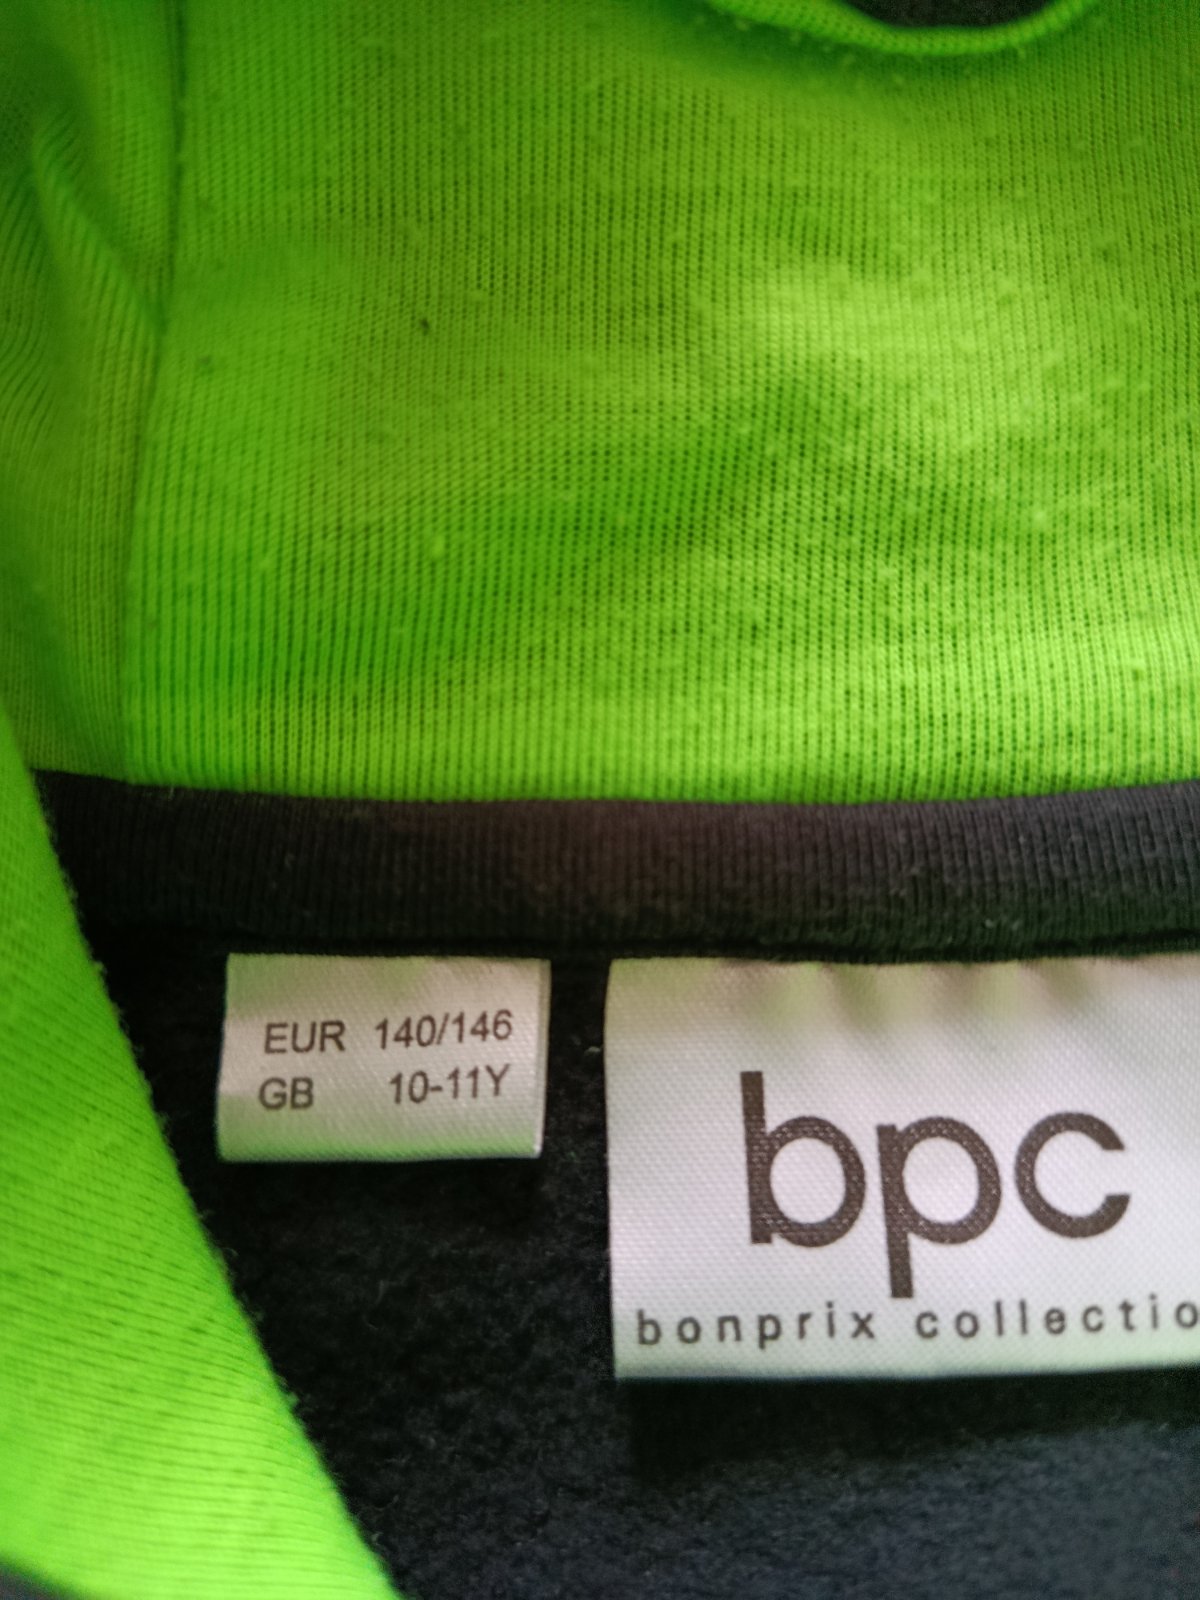 EUR 140/146
GB 10-11Y
bpc
bonprix collectio